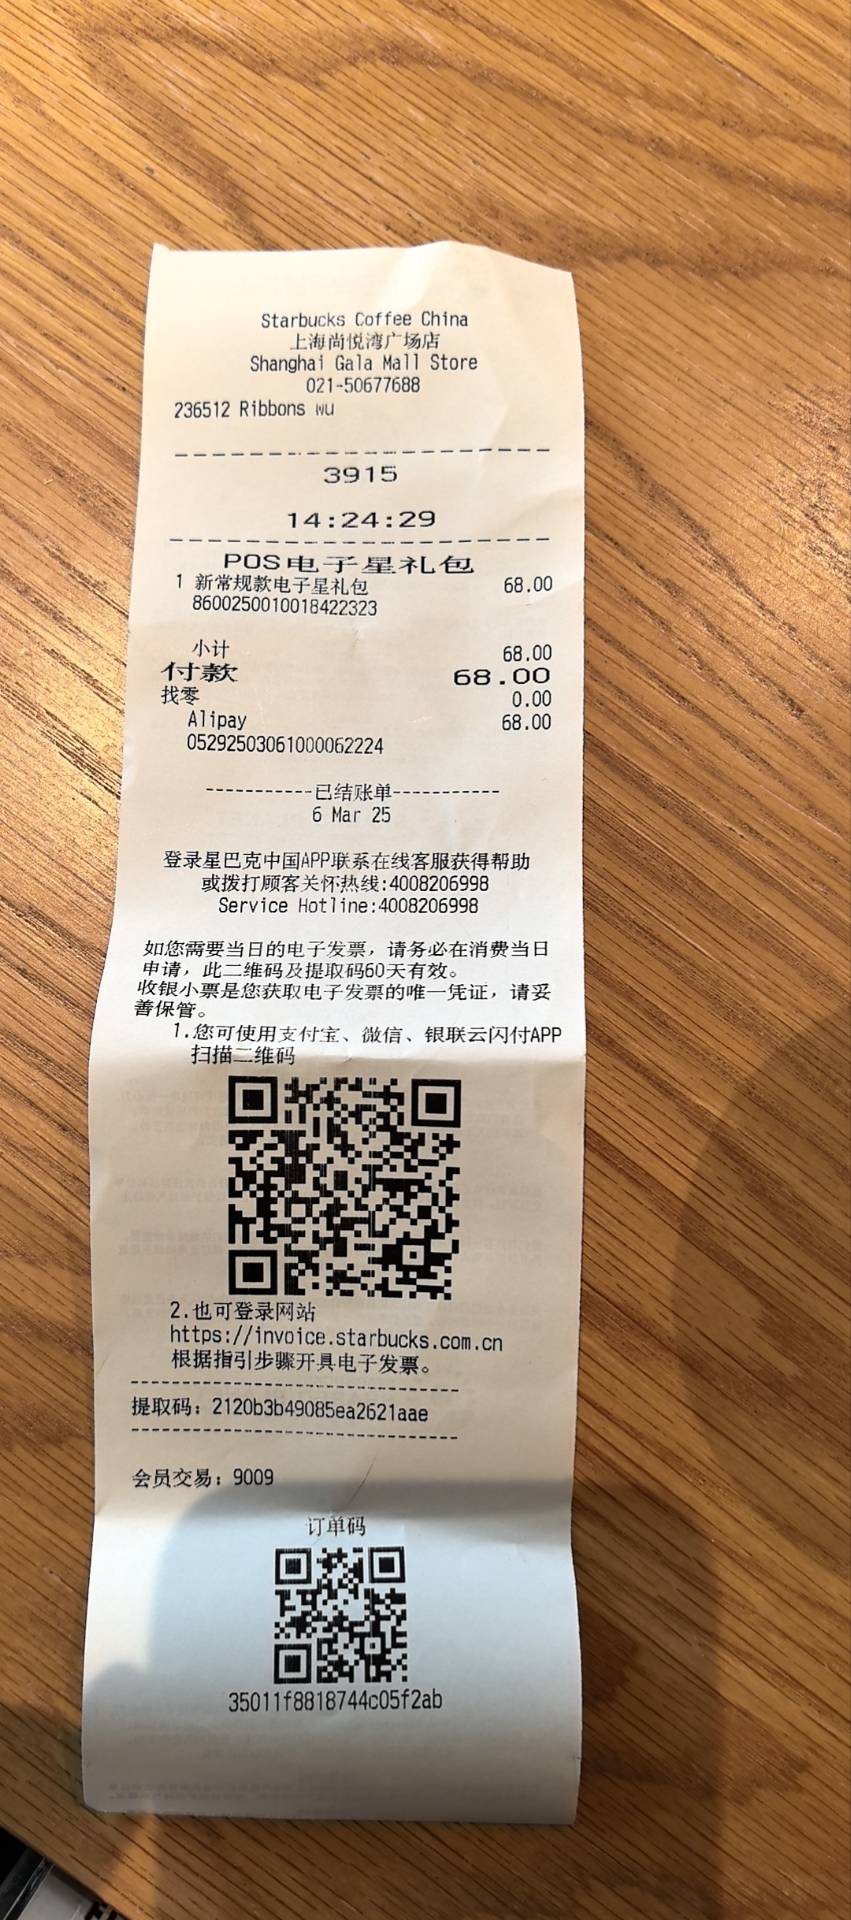 Starbucks Coffee China
上海尚悦湾广场店
Shanghai Gala Mall Store
021-50677688
236512 Ribbons wu
3915
14:24:29
POS电子星礼包
1 新常规款电子星礼包 68.00
86002500100184 22323
小计 68.00
付款 68.00
找零 0.00
Alipay 68.00
05292503061000062224
-----------已结账单-----------
6 Mar 25
登录星巴克中国APP联系在线客服获得帮助
或拨打顾客关怀热线:4008206998
Service Hotline:4008206998
如您需要当日的电子发票，请务必在消费当日
申请，此二维码及提取码60天有效。
收银小票是您获取电子发票的唯一凭证，请妥
善保管。
1.您可使用支付宝、微信、银联云闪付APP
扫描二维码
2.也可登录网站
https://invoice.starbucks.com.cn
根据指引步骤开具电子发票。
提取码：2120b3b49085ea2621aae
会员交易：9009
订单码
35011f8818744c05f2ab